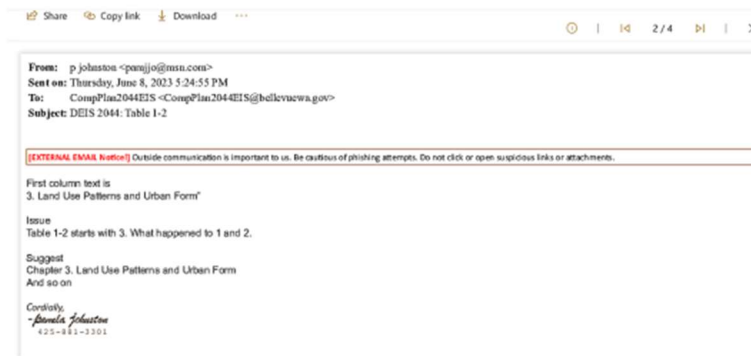 Share Copy link Download ...
2/4
From: p johnston <pamjjo@msn.com>
Sent on: Thursday, June 8, 2023 5:24:55 PM
To: CompPlan2044EIS <CompPlan2044EIS@bellevuewa.gov>
Subject: DEIS 2044: Table 1-2
[EXTERNAL EMAIL Notice!] Outside communication is important to us. Be cautious of phishing attempts. Do not click or open suspicious links or attachments.
First column text is
3. Land Use Patterns and Urban Form"
Issue
Table 1-2 starts with 3. What happened to 1 and 2.
Suggest
Chapter 3. Land Use Patterns and Urban Form
And so on
Cordially,
-pamela johnston
425-881-3301